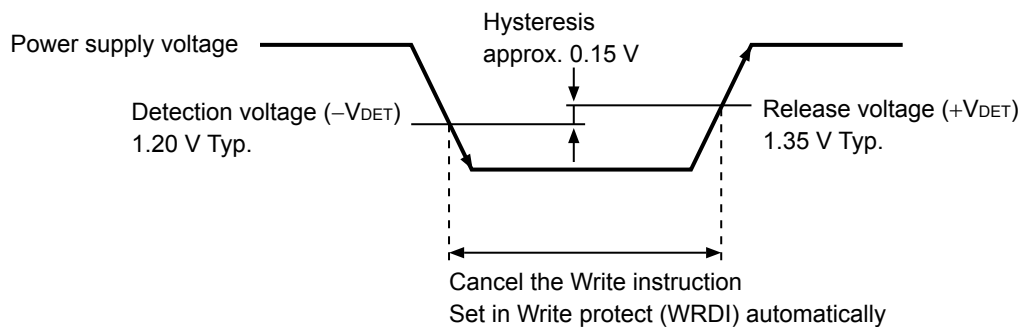 Hysteresis
approx. 0.15 V
Power supply voltage
Detection voltage (−VDET)
1.20 V Typ.
Release voltage (+VDET)
1.35 V Typ.
Cancel the Write instruction
Set in Write protect (WRDI) automatically